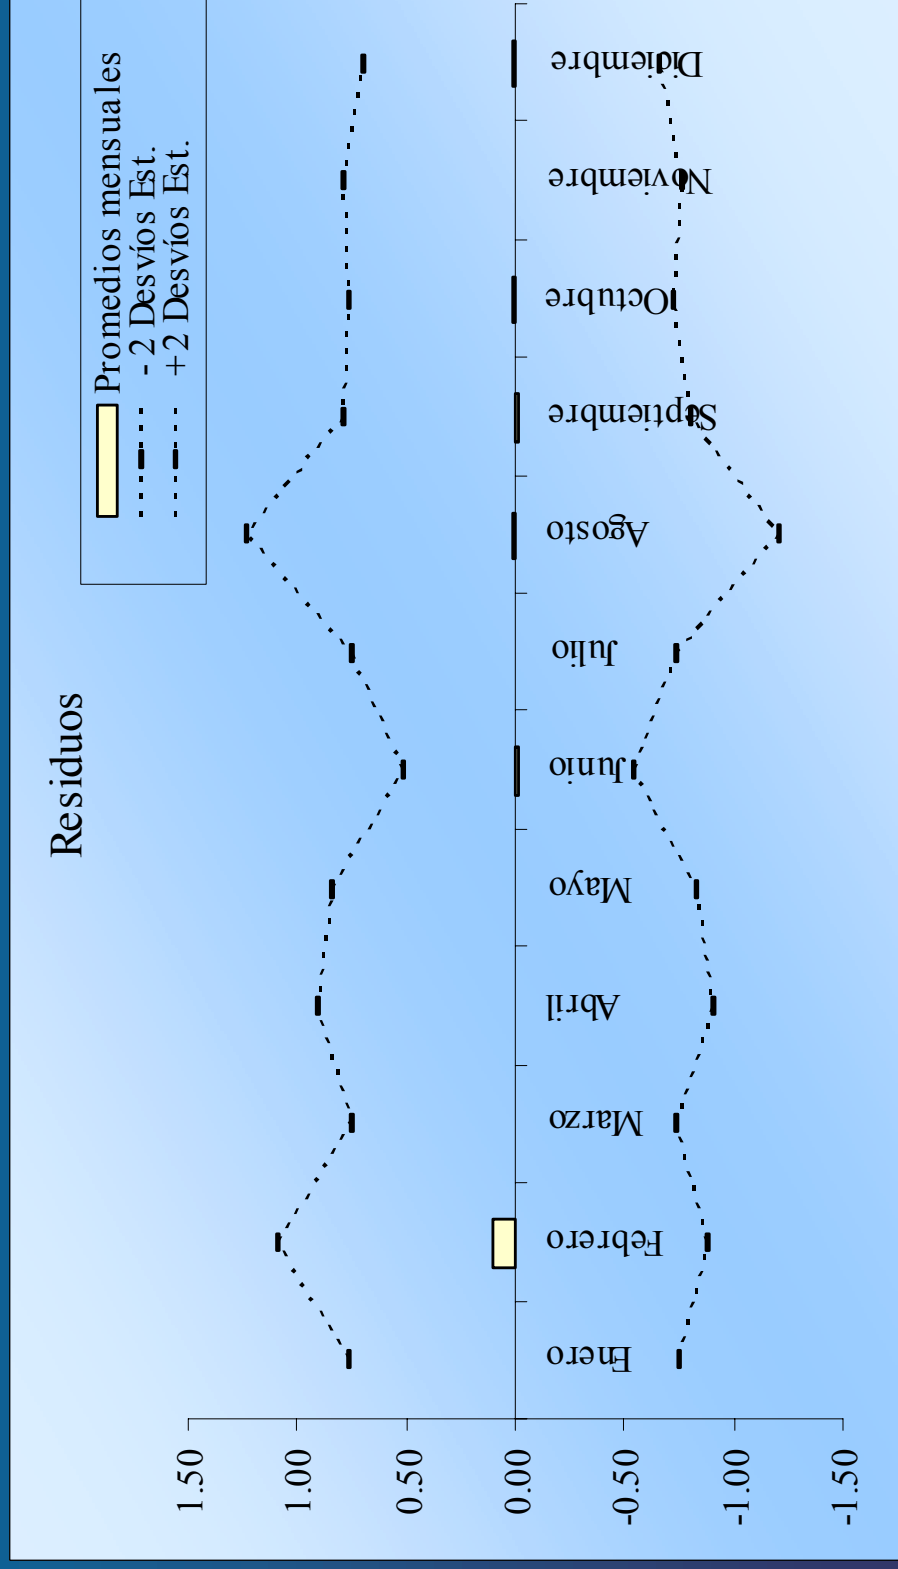 Residuos
Promedios mensuales
- 2 Desvíos Est.
+2 Desvíos Est.
1.50
1.00
0.50
0.00
-0.50
-1.00
-1.50
Enero
Febrero
Marzo
Abril
Mayo
Junio
Julio
Agosto
Septiembre
Octubre
Noviembre
Diciembre